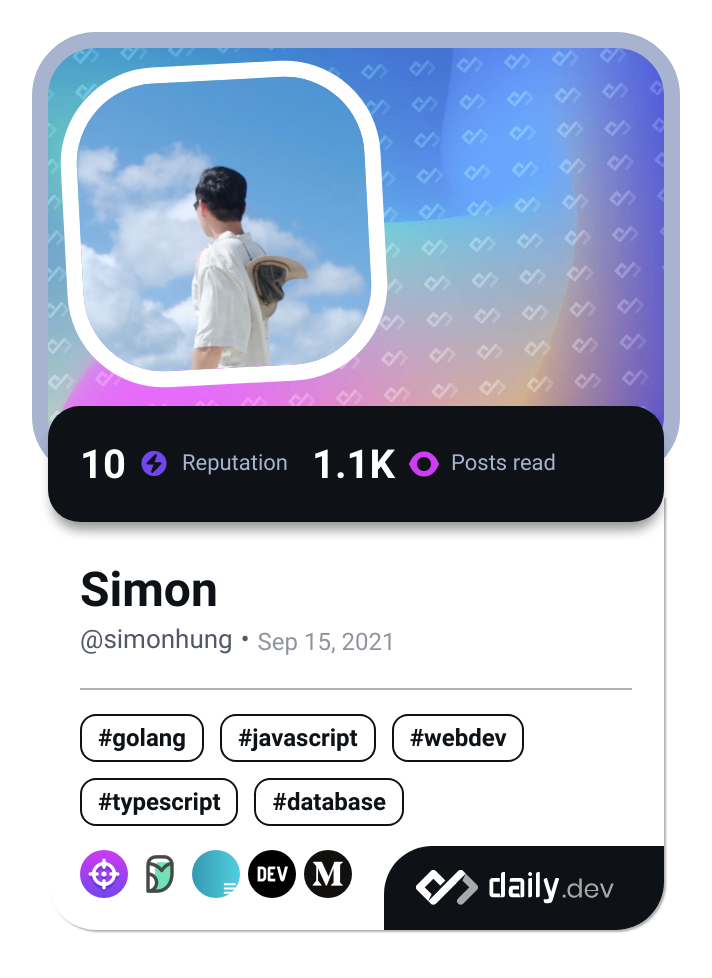 10 Reputation 1.1K Posts read
Simon
@simonhung • Sep 15, 2021
#golang #javascript #webdev
#typescript #database
DEV M daily.dev